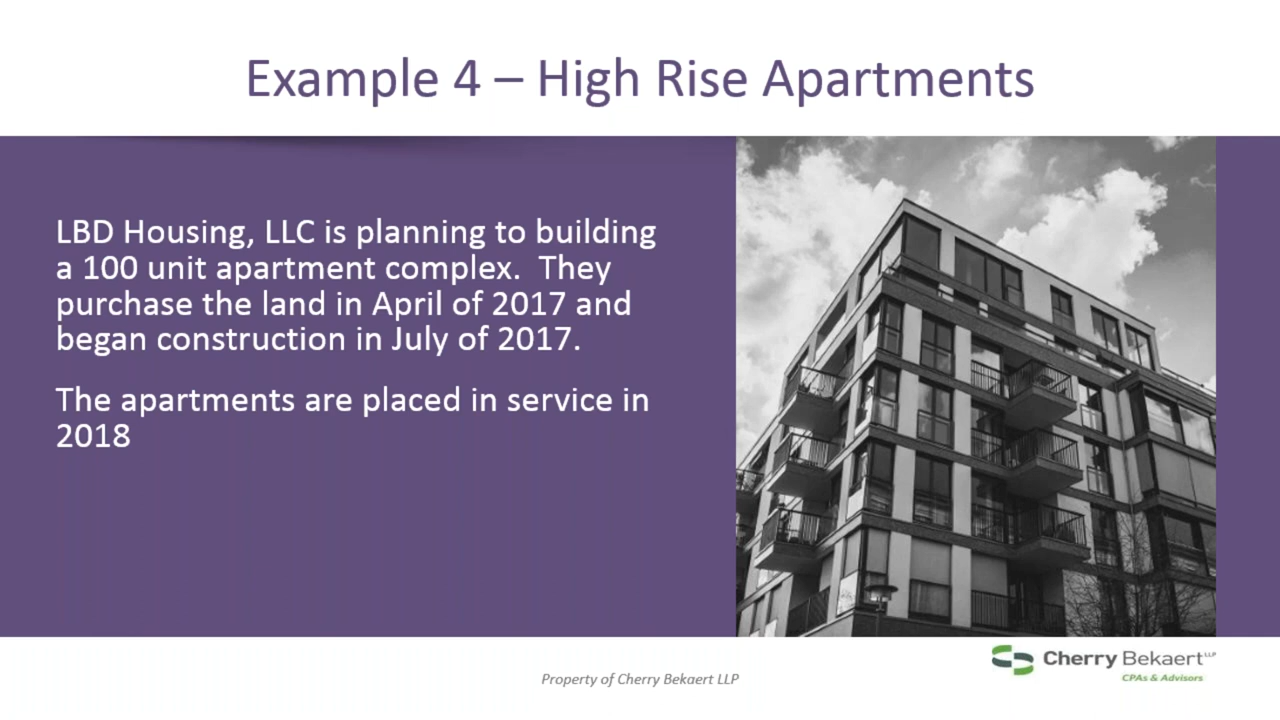 Example 4 – High Rise Apartments
LBD Housing, LLC is planning to building
a 100 unit apartment complex.  They
purchase the land in April of 2017 and
began construction in July of 2017.
The apartments are placed in service in
2018
Property of Cherry Bekaert LLP
Cherry Bekaert LLP
CPAs & Advisors